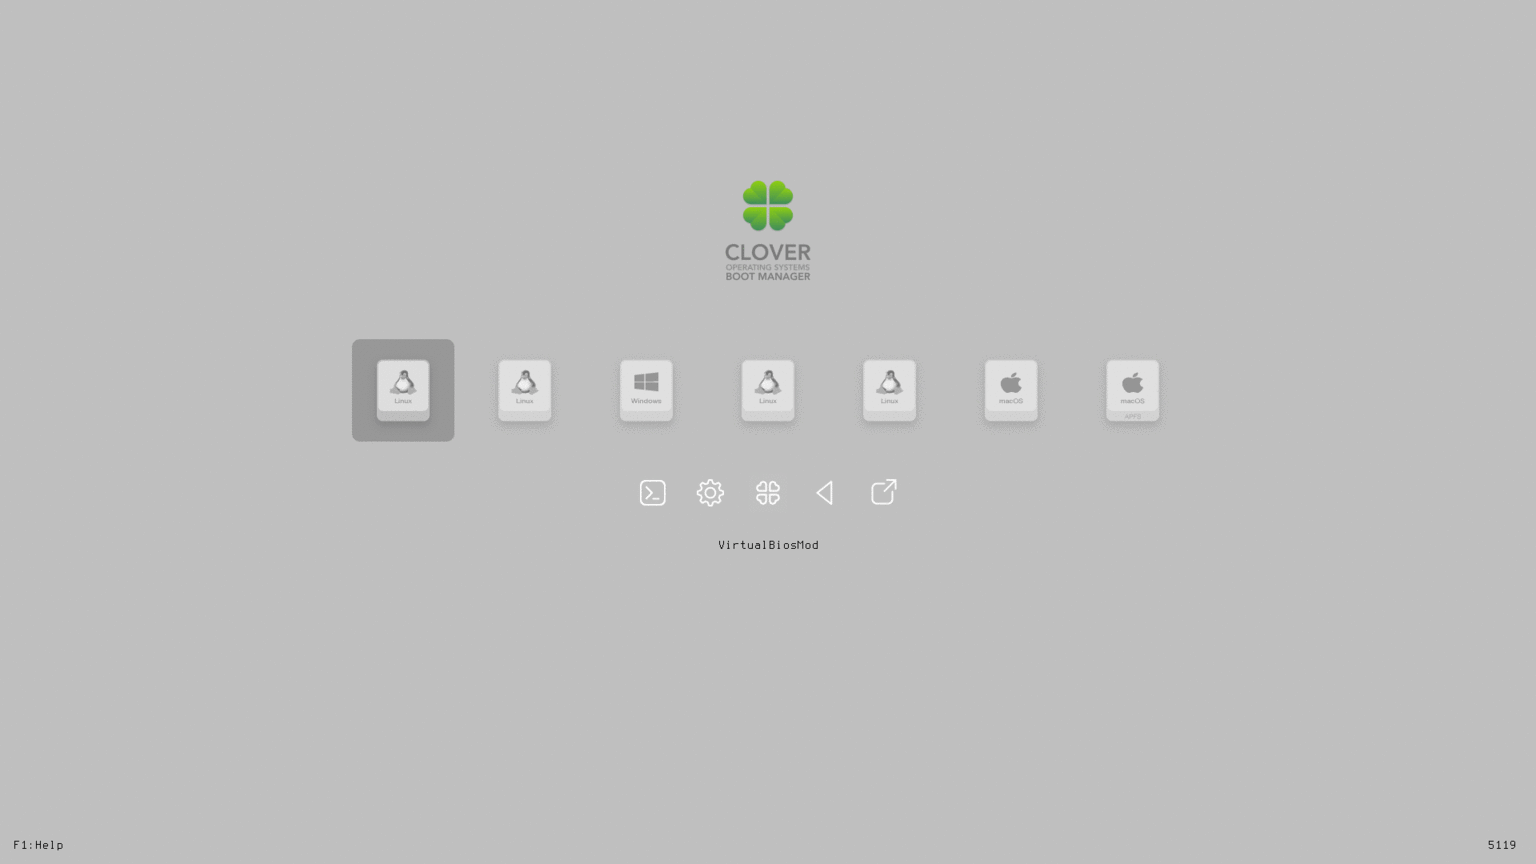 CLOVER
OPERATING SYSTEMS
BOOT MANAGER
Linux
Linux
Windows
Linux
Linux
macOS
macOS
APFS
VirtualBiosMod
F1:Help
5119